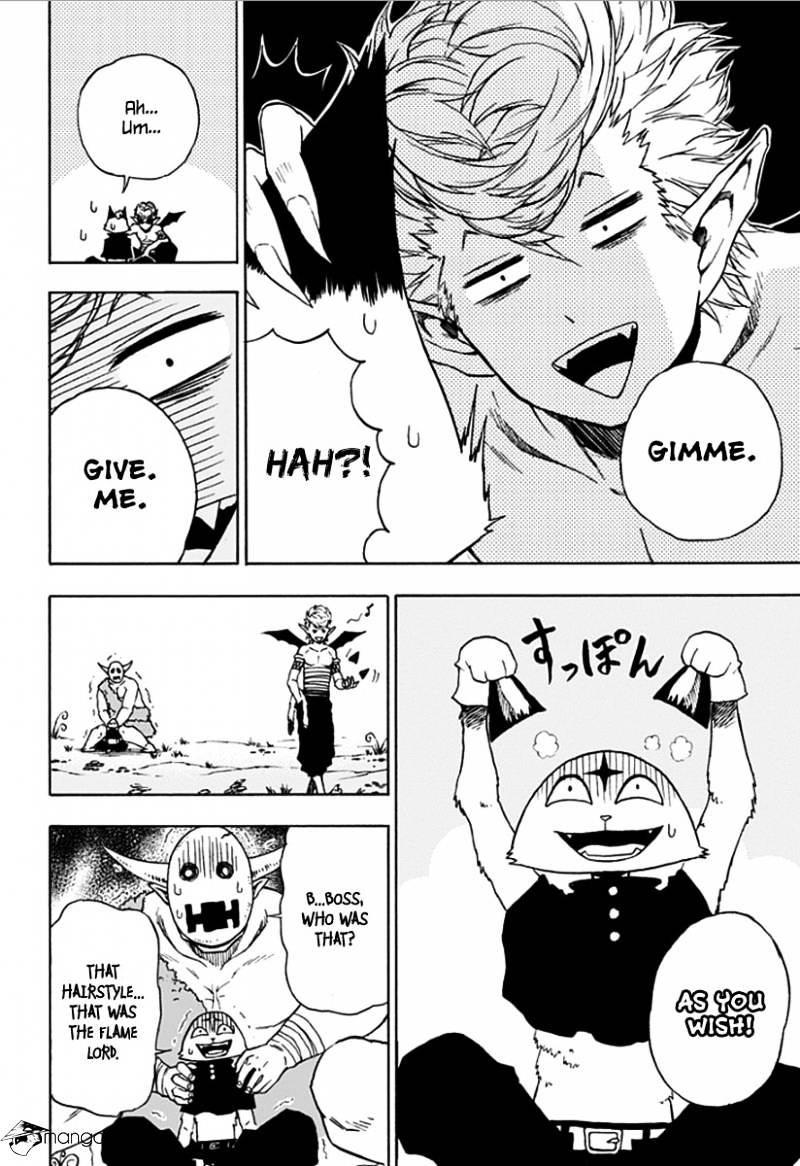 GIMME.
HAH?!
Ah...
Um...
GIVE.
ME.
すっぽん
AS YOU
WISH!
B...BOSS,
WHO WAS
THAT?
THAT
HAIRSTYLE...
THAT WAS
THE FLAME
LORD.